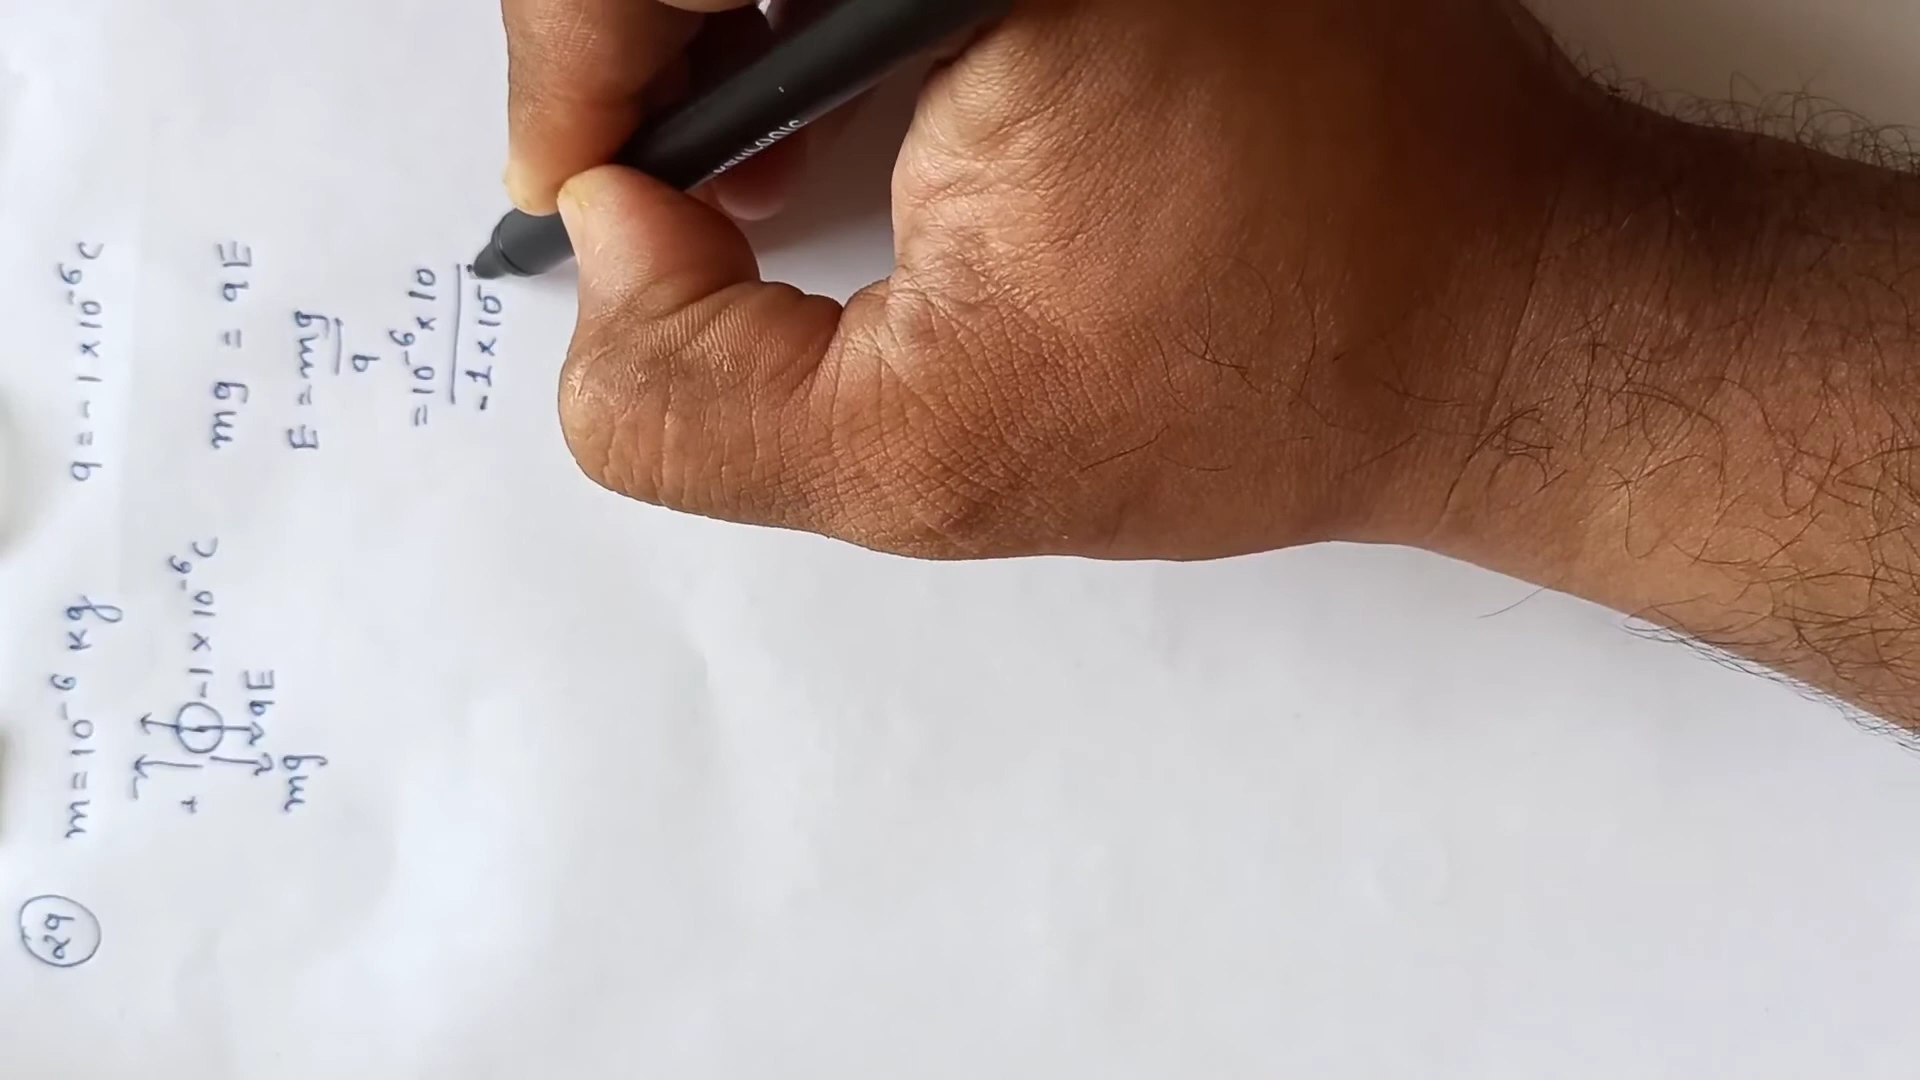 29 m = 10⁻⁶ kg q = - 1 × 10⁻⁶ C
+ - 1 × 10⁻⁶ C
qE
mg
mg = qE
E = mg
q
= 10⁻⁶ × 10
- 1 × 10⁻